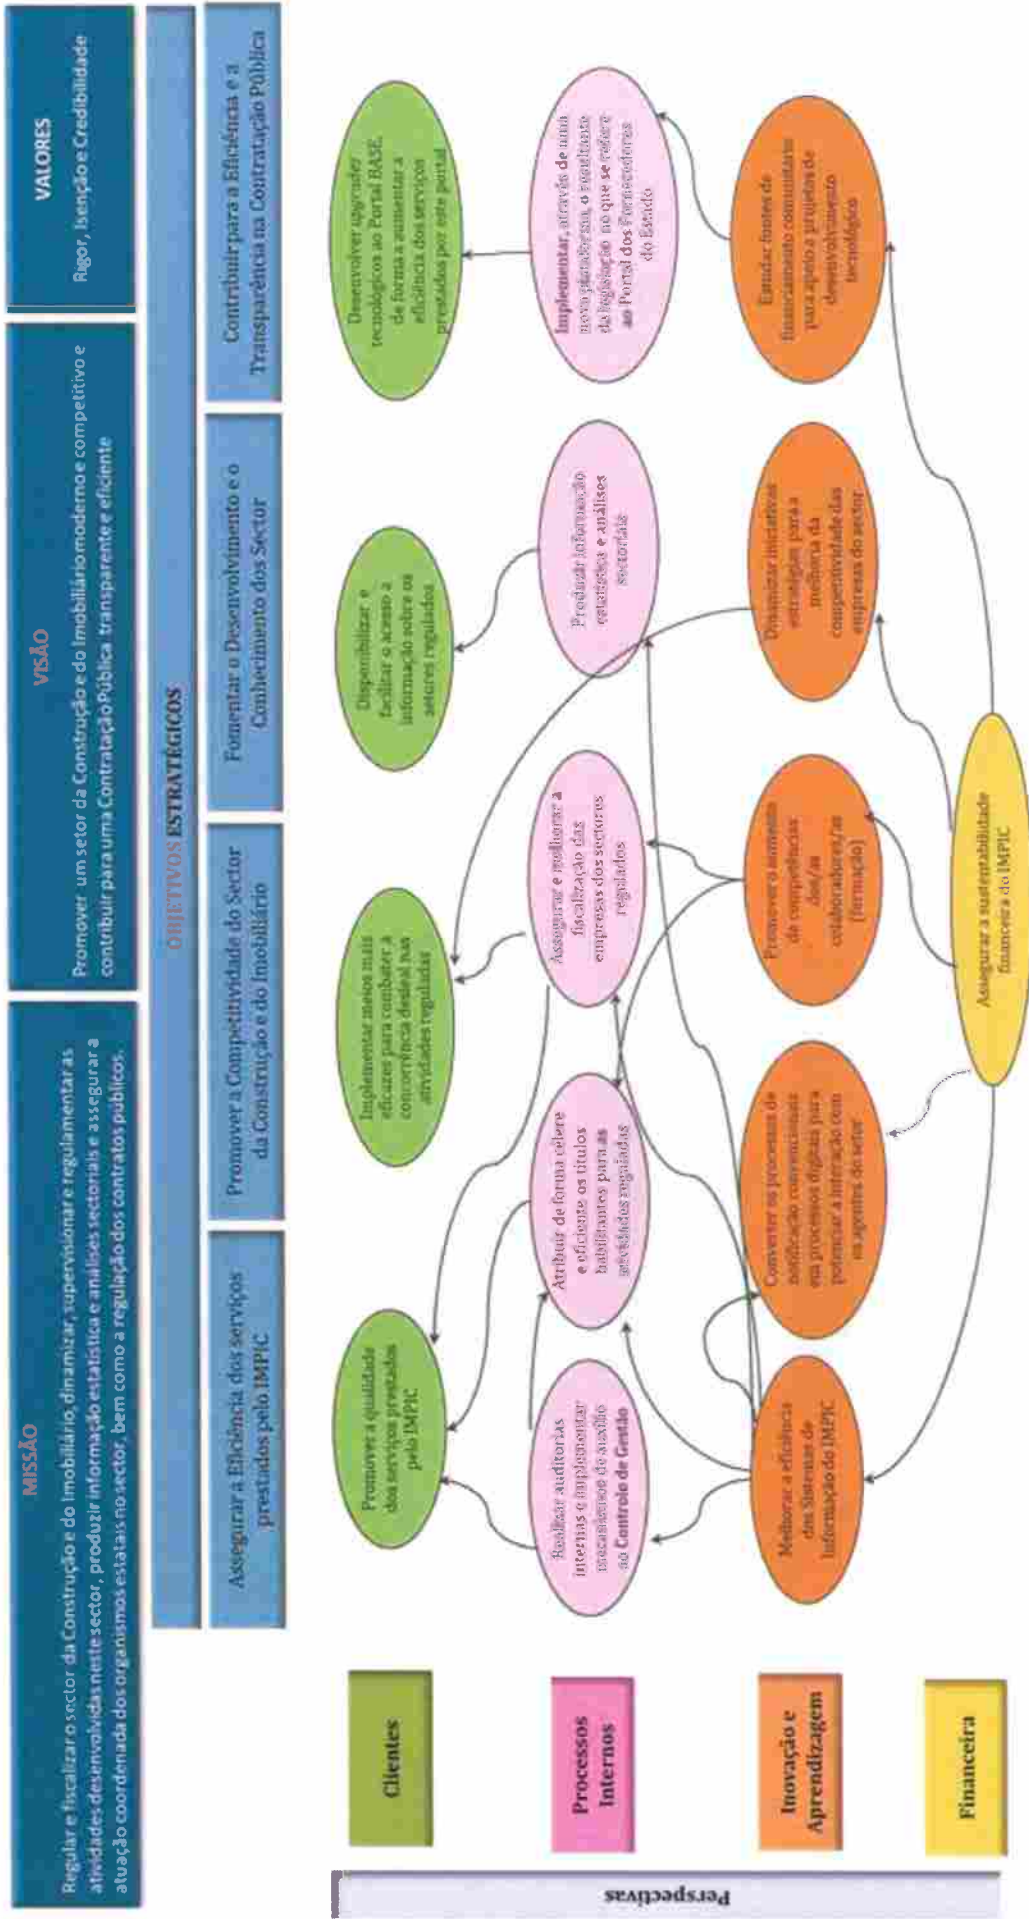 MISSÃO
Regular e fiscalizar o sector da Construção e do Imobiliário, dinamizar, supervisionar e regulamentar as
atividades desenvolvidas neste sector, produzir informação estatística e análises sectoriais e assegurar a
atuação coordenada dos organismos estatais no sector, bem como a regulação dos contratos públicos.
VISÃO
Promover um setor da Construção e do Imobiliário moderno e competitivo e
contribuir para uma Contratação Pública transparente e eficiente
VALORES
Rigor, Isenção e Credibilidade
OBJETIVOS ESTRATÉGICOS
Assegurar a Eficiência dos serviços
prestados pelo IMPIC
Promover a Competitividade do Sector
da Construção e do Imobiliário
Fomentar o Desenvolvimento e o
Conhecimento dos Sector
Contribuir para a Eficiência e a
Transparência na Contratação Pública
Perspectivas
Clientes
Promover a qualidade
dos serviços prestados
pelo IMPIC
Implementar meios mais
eficazes para combater a
concorrência desleal nas
atividades reguladas
Disponibilizar e
facilitar o acesso a
informação sobre os
setores regulados
Desenvolver upgrades
tecnológicos ao Portal BASE,
de forma a aumentar a
eficiência dos serviços
prestados por este portal
Processos
Internos
Realizar auditorias
internas e implementar
mecanismos de auxílio
ao Controlo de Gestão
Atribuir de forma célere
e eficiente os títulos
habilitantes para as
atividades reguladas
Assegurar e melhorar a
fiscalização das
empresas dos sectores
regulados
Produzir informação
estatística e análises
sectoriais
Implementar, através de uma
nova plataforma, o resultante
da legislação no que se refere
ao Portal dos Fornecedores
do Estado
Inovação e
Aprendizagem
Melhorar a eficiência
dos Sistemas de
Informação do IMPIC
Converter os processos de
notificação convencionais
em processos digitais para
potenciar a interação com
os agentes do setor
Promover o aumento
de competências
dos/as
colaboradores/as
(formação)
Dinamizar iniciativas
estratégias para a
melhoria da
competitividade das
empresas do sector
Estudar fontes de
financiamento comunitário
para apoio a projetos de
desenvolvimento
tecnológico
Financeira
Assegurar a sustentabilidade
financeira do IMPIC